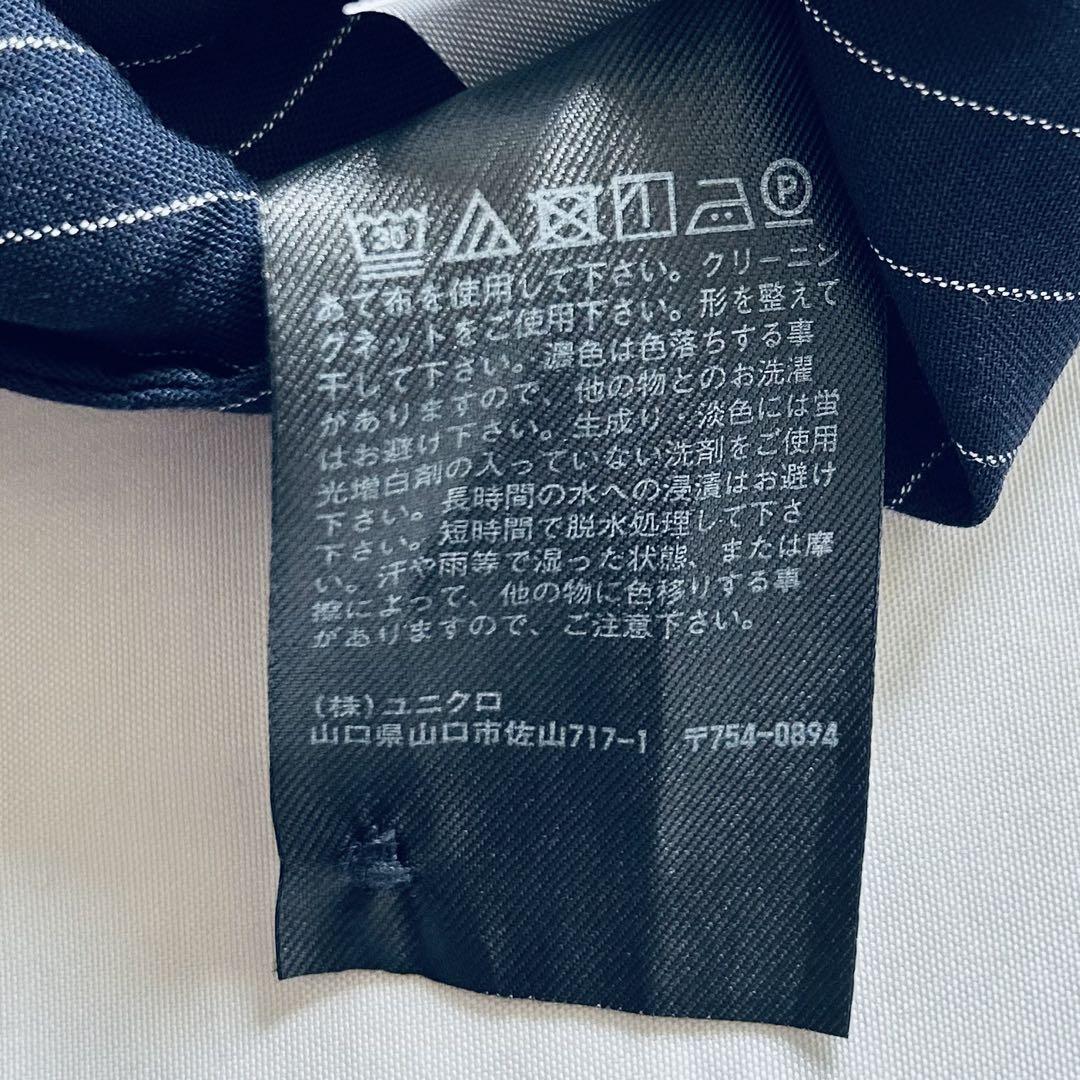 30 P
あて布を使用して下さい。クリーニン
グネットをご使用下さい。形を整えて
干して下さい。濃色は色落ちする事
がありますので、他の物とのお洗濯
はお避け下さい。生成り・淡色には蛍
光増白剤の入っていない洗剤をご使用
下さい。長時間の水への浸漬はお避け
下さい。短時間で脱水処理して下さ
い。汗や雨等で湿った状態、または摩
擦によって、他の物に色移りする事
がありますので、ご注意下さい。
(株)ユニクロ
山口県山口市佐山717-1 〒754-0894